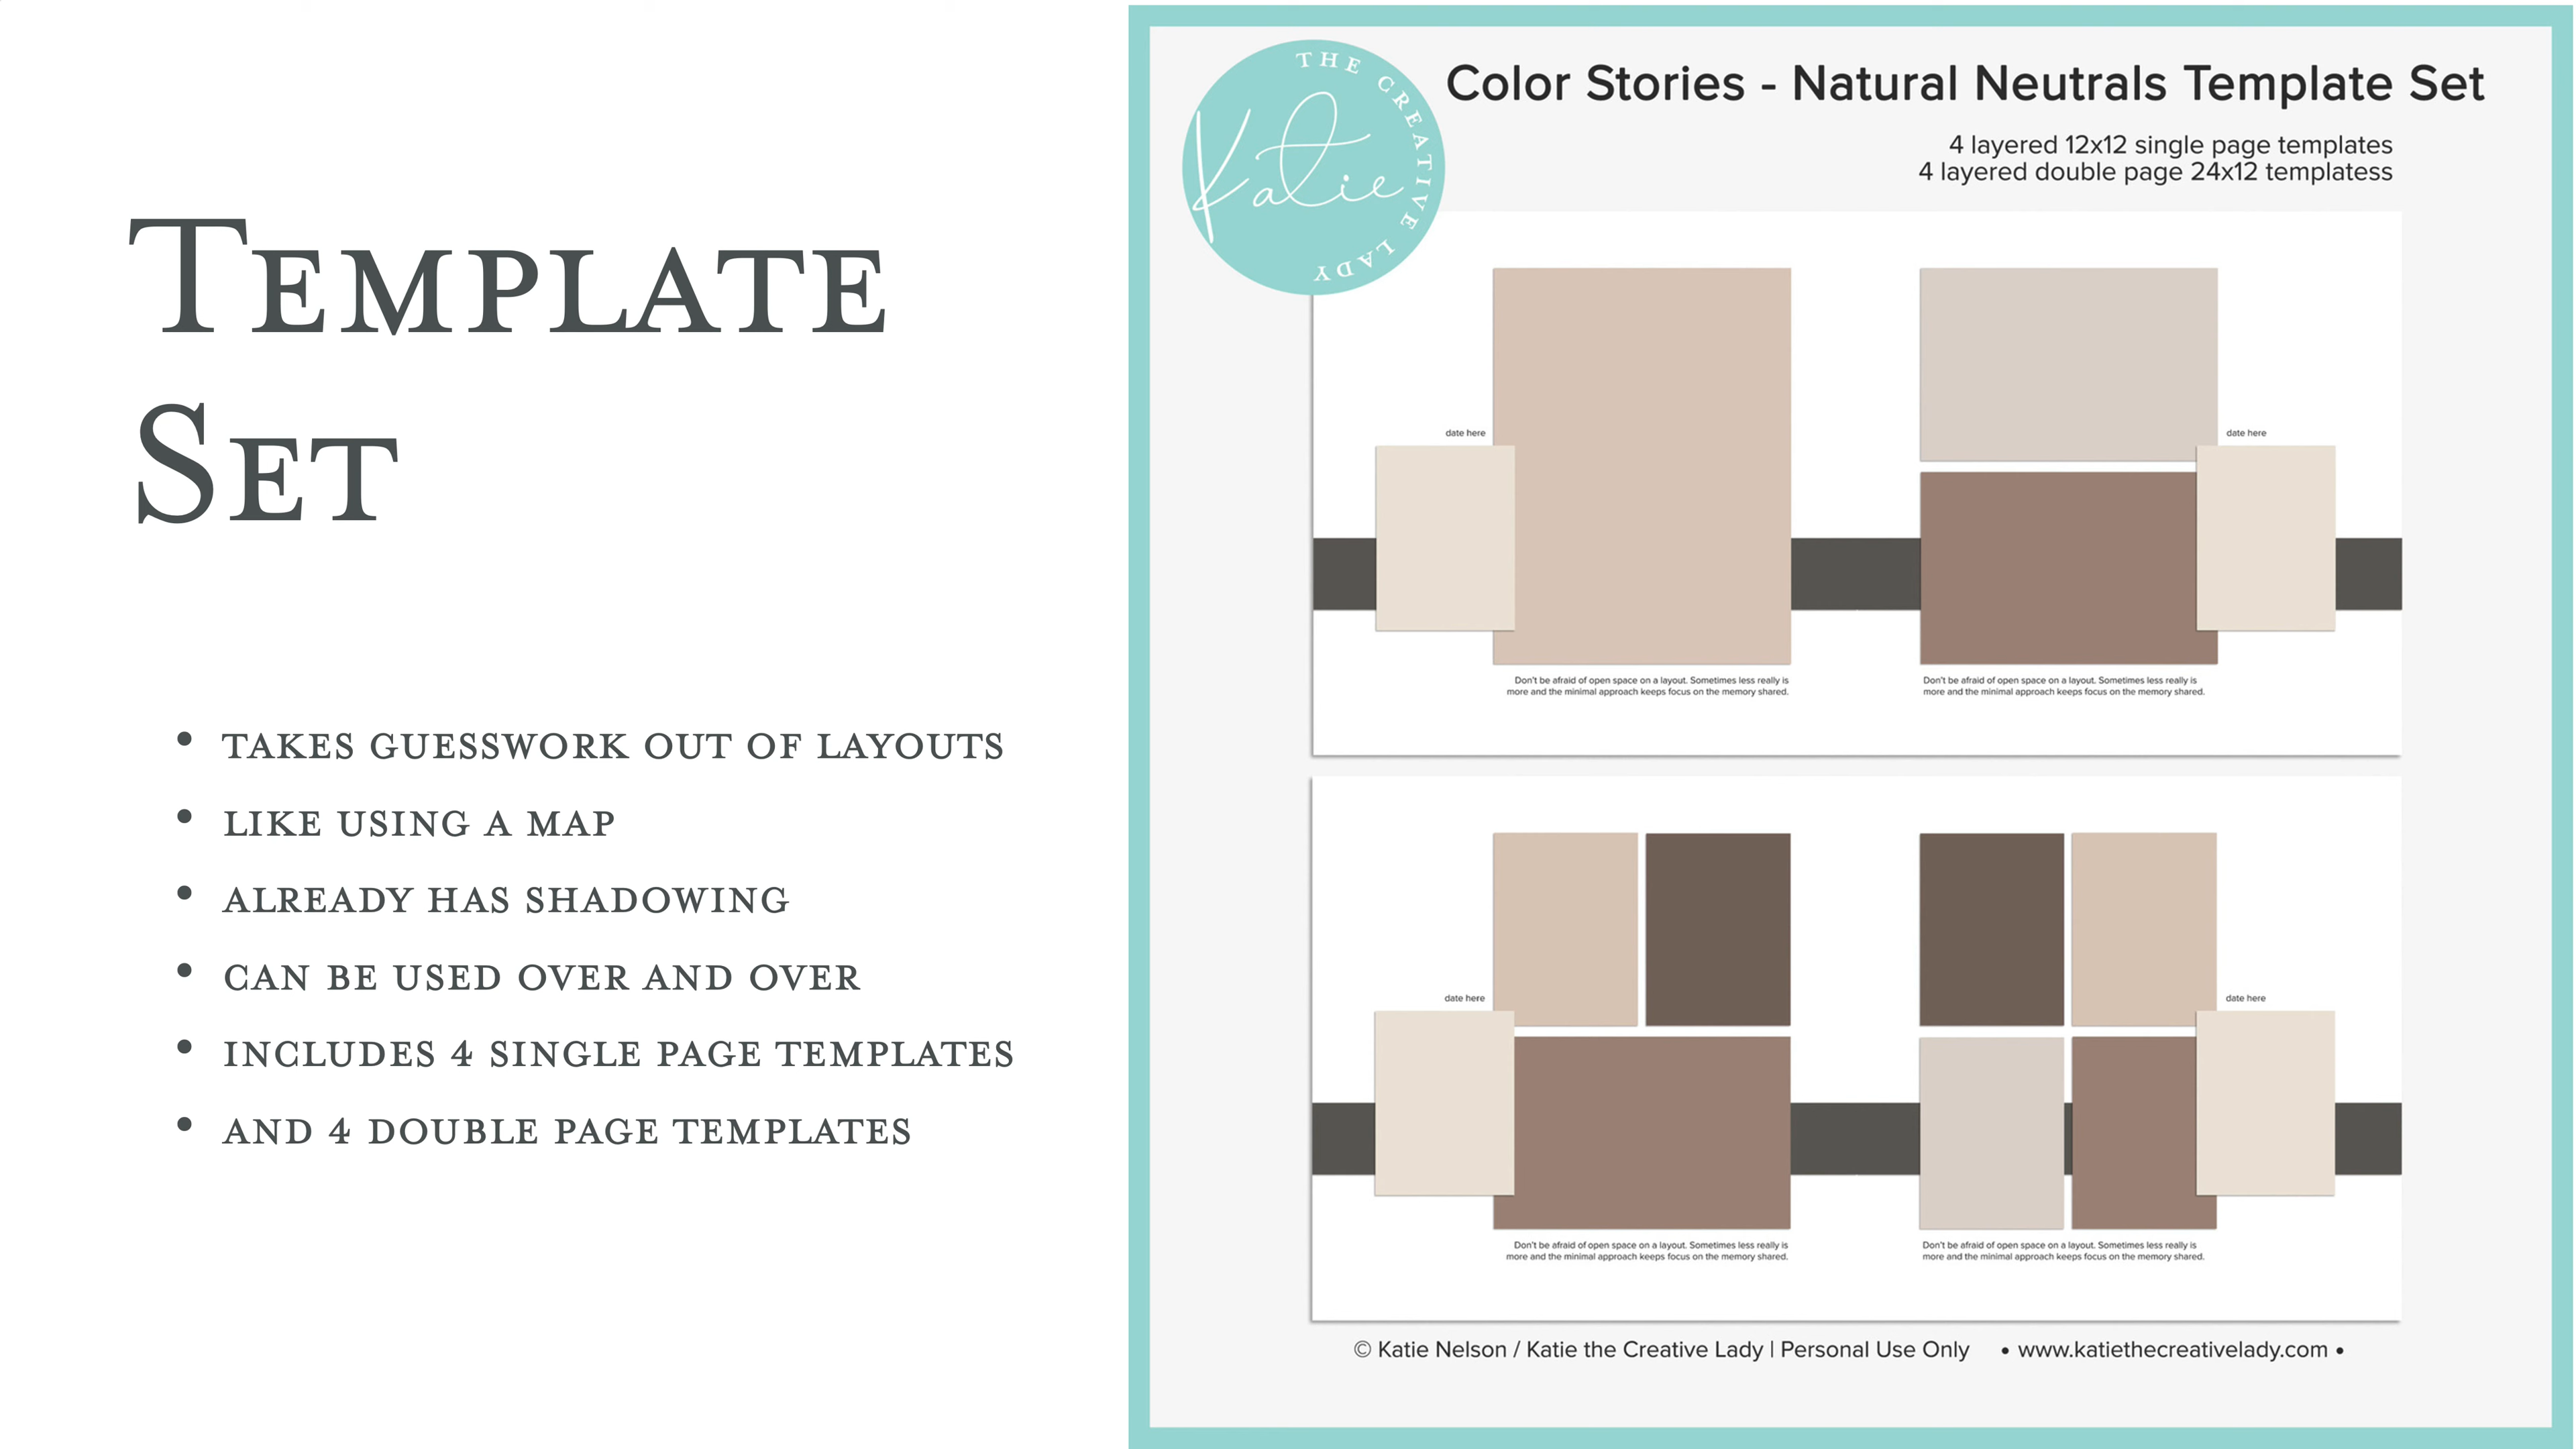 Template
Set
• takes guesswork out of layouts
• like using a map
• already has shadowing
• can be used over and over
• includes 4 single page templates
• and 4 double page templates
THE CREATIVE LADY
Katie
Color Stories - Natural Neutrals Template Set
4 layered 12x12 single page templates
4 layered double page 24x12 templatess
date here
date here
Don't be afraid of open space on a layout. Sometimes less really is
more and the minimal approach keeps focus on the memory shared.
Don't be afraid of open space on a layout. Sometimes less really is
more and the minimal approach keeps focus on the memory shared.
date here
date here
Don't be afraid of open space on a layout. Sometimes less really is
more and the minimal approach keeps focus on the memory shared.
Don't be afraid of open space on a layout. Sometimes less really is
more and the minimal approach keeps focus on the memory shared.
© Katie Nelson / Katie the Creative Lady | Personal Use Only • www.katiethecreativelady.com •